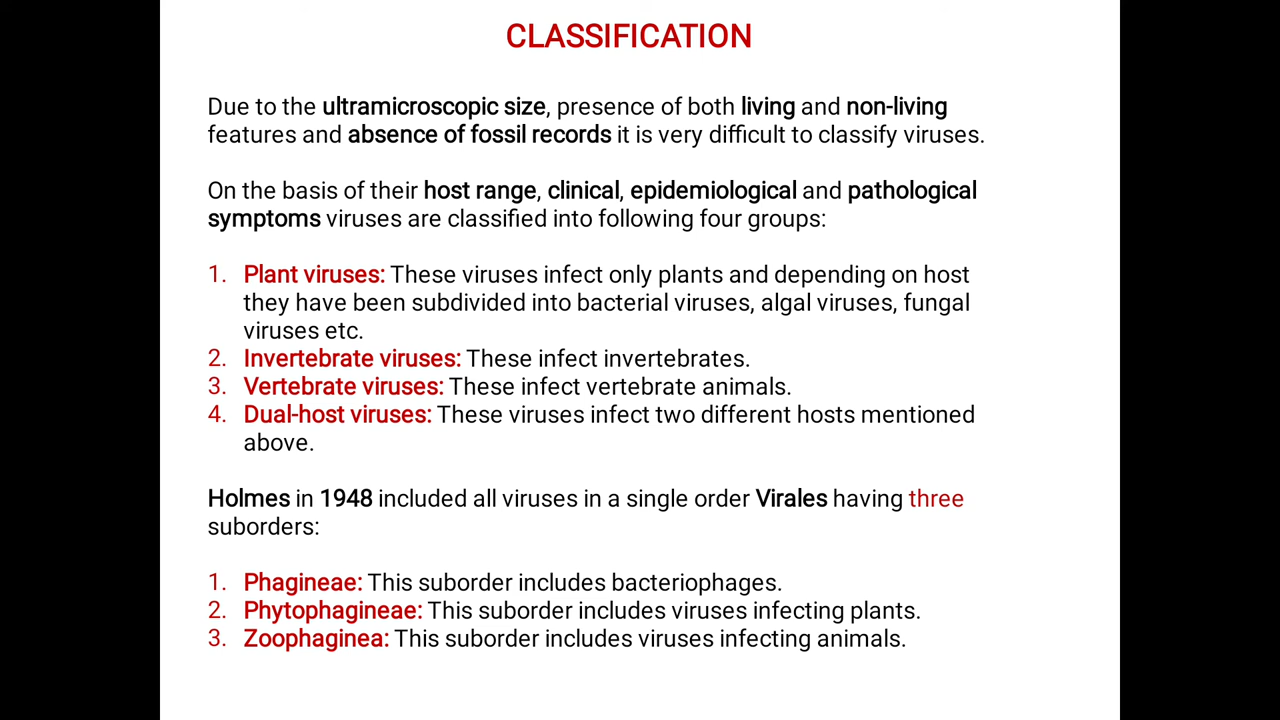 CLASSIFICATION
Due to the ultramicroscopic size, presence of both living and non-living
features and absence of fossil records it is very difficult to classify viruses.
On the basis of their host range, clinical, epidemiological and pathological
symptoms viruses are classified into following four groups:
1. Plant viruses: These viruses infect only plants and depending on host
they have been subdivided into bacterial viruses, algal viruses, fungal
viruses etc.
2. Invertebrate viruses: These infect invertebrates.
3. Vertebrate viruses: These infect vertebrate animals.
4. Dual-host viruses: These viruses infect two different hosts mentioned
above.
Holmes in 1948 included all viruses in a single order Virales having three
suborders:
1. Phagineae: This suborder includes bacteriophages.
2. Phytophagineae: This suborder includes viruses infecting plants.
3. Zoophaginea: This suborder includes viruses infecting animals.